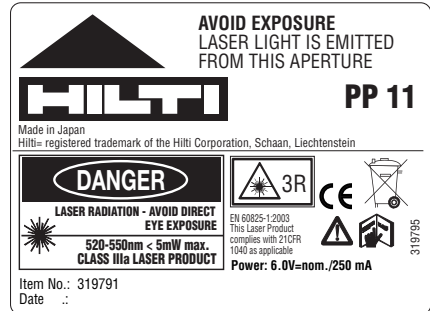 AVOID EXPOSURE
LASER LIGHT IS EMITTED
FROM THIS APERTURE
HILTI
PP 11
Made in Japan
Hilti= registered trademark of the Hilti Corporation, Schaan, Liechtenstein
DANGER
LASER RADIATION - AVOID DIRECT
EYE EXPOSURE
520-550nm < 5mW max.
CLASS IIIa LASER PRODUCT
3R
CE
EN 60825-1:2003
This Laser Product
complies with 21CFR
1040 as applicable
Power: 6.0V=nom./250 mA
319795
Item No.: 319791
Date .: